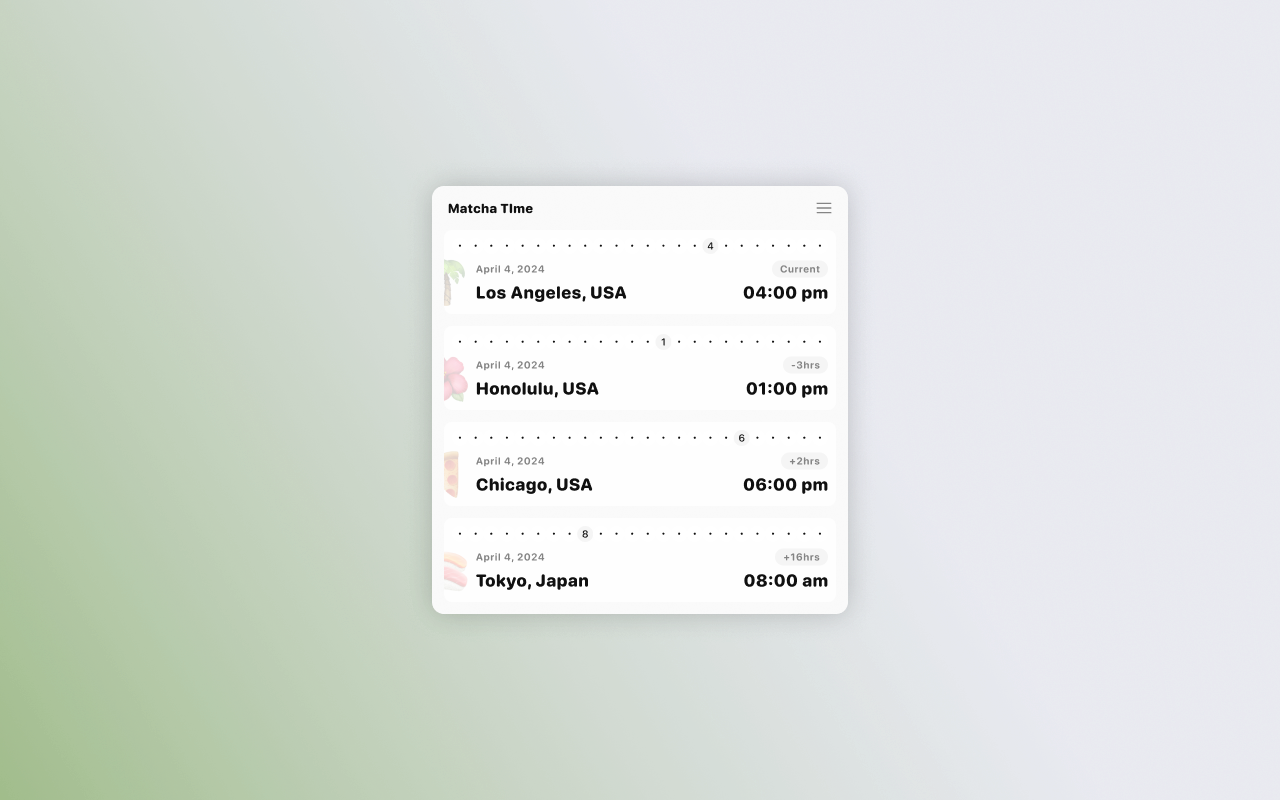 Matcha TIme
4
April 4, 2024 Current
Los Angeles, USA 04:00 pm
1
April 4, 2024 -3hrs
Honolulu, USA 01:00 pm
6
April 4, 2024 +2hrs
Chicago, USA 06:00 pm
8
April 4, 2024 +16hrs
Tokyo, Japan 08:00 am